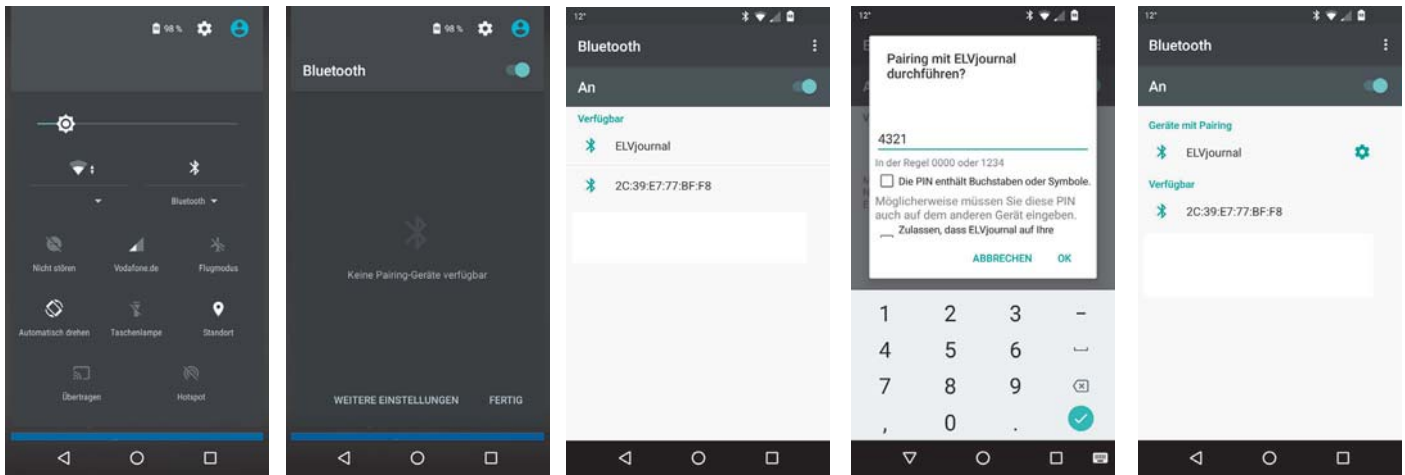 98 %
Bluetooth
Nicht stören
Vodafone.de
Flugmodus
Automatisch drehen
Taschenlampe
Standort
Übertragen
Hotspot
98 %
Bluetooth
Keine Pairing-Geräte verfügbar
WEITERE EINSTELLUNGEN
FERTIG
12°
Bluetooth
An
Verfügbar
ELVjournal
2C:39:E7:77:BF:F8
12°
Pairing mit ELVjournal
durchführen?
4321
In der Regel 0000 oder 1234
Die PIN enthält Buchstaben oder Symbole.
Möglicherweise müssen Sie diese PIN
auch auf dem anderen Gerät eingeben.
Zulassen, dass ELVjournal auf Ihre
ABBRECHEN OK
1 2 3 -
4 5 6
7 8 9
, 0 .
12°
Bluetooth
An
Geräte mit Pairing
ELVjournal
Verfügbar
2C:39:E7:77:BF:F8